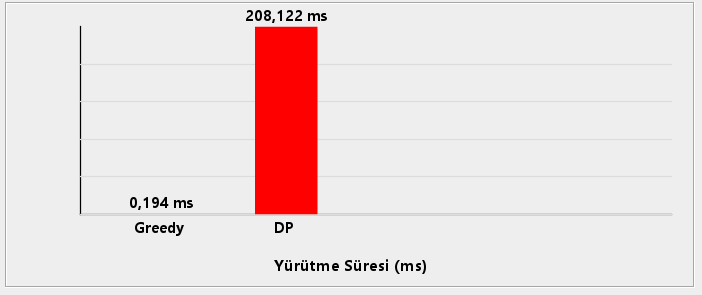 208,122 ms
0,194 ms
Greedy DP
Yürütme Süresi (ms)